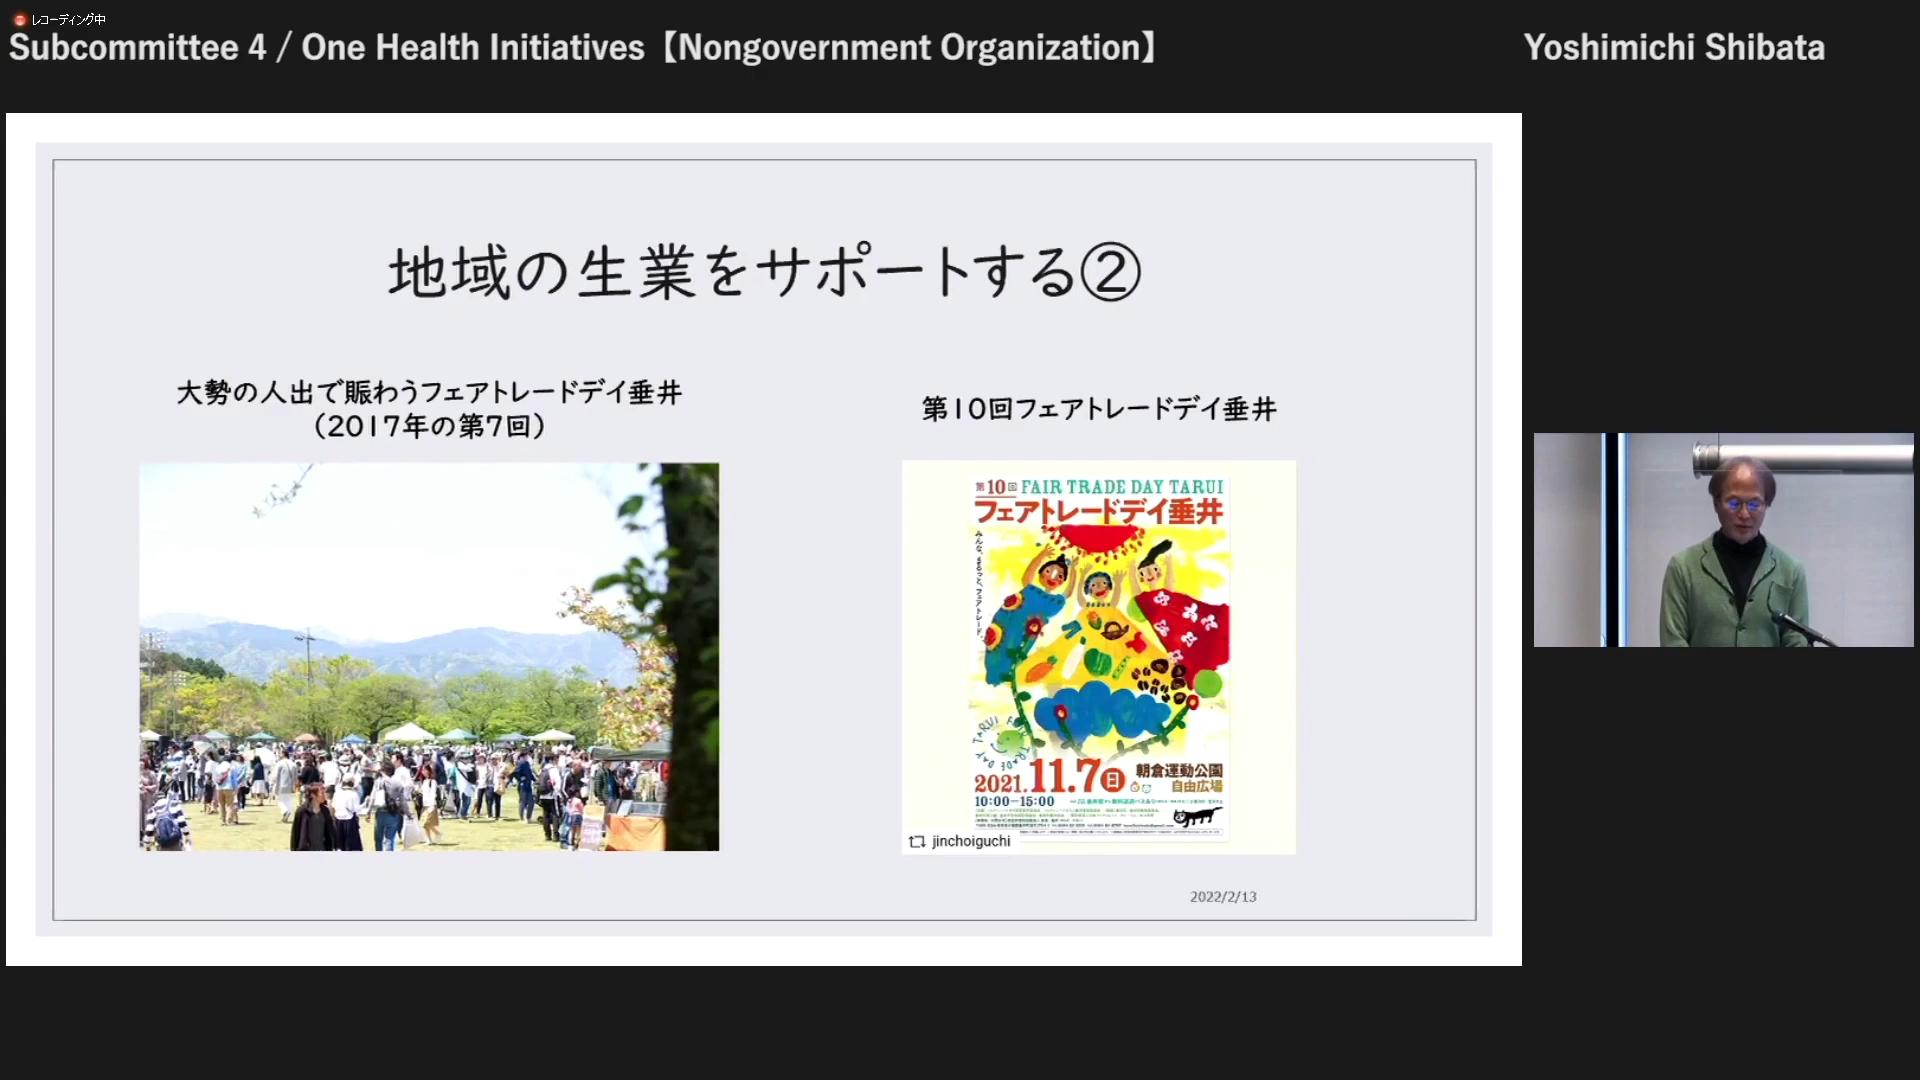 レコーディング中
Subcommittee 4 / One Health Initiatives【Nongovernment Organization】
Yoshimichi Shibata
地域の生業をサポートする②
大勢の人出で賑わうフェアトレードデイ垂井
(2017年の第7回)
第10回フェアトレードデイ垂井
第10回 FAIR TRADE DAY TARUI
フェアトレードデイ垂井
みんな、まるっと、フェアトレード。
2021.11.7日
朝倉運動公園
自由広場
10:00-15:00
jinchoiguchi
2022/2/13